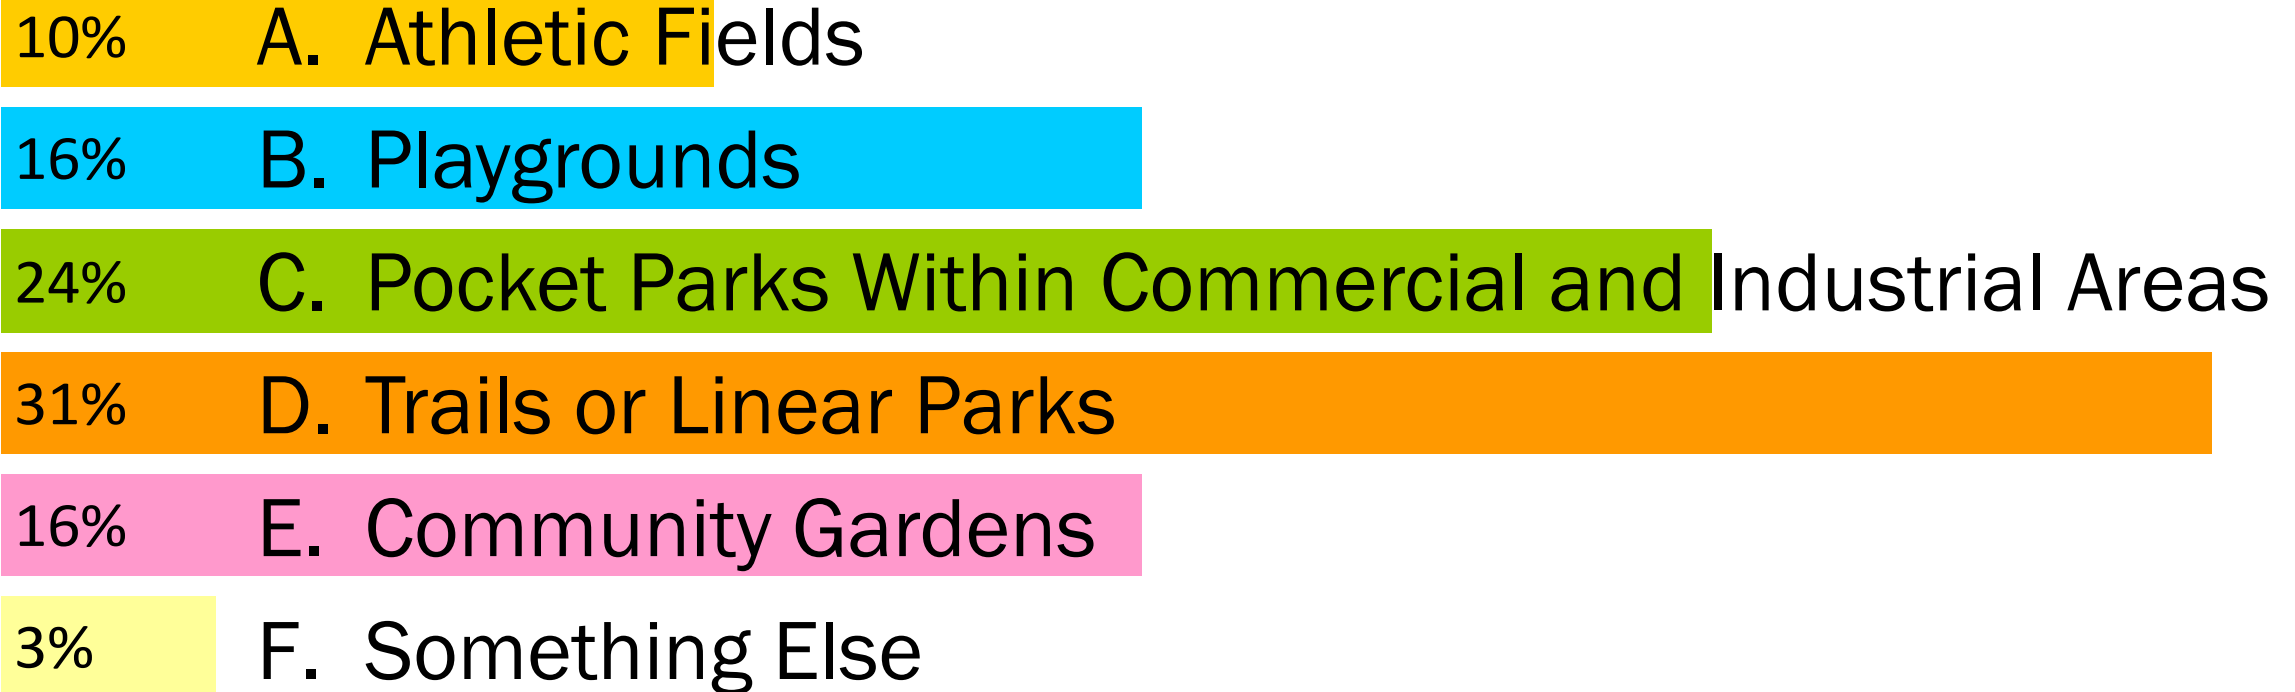 10% A. Athletic Fields
16% B. Playgrounds
24% C. Pocket Parks Within Commercial and Industrial Areas
31% D. Trails or Linear Parks
16% E. Community Gardens
3% F. Something Else